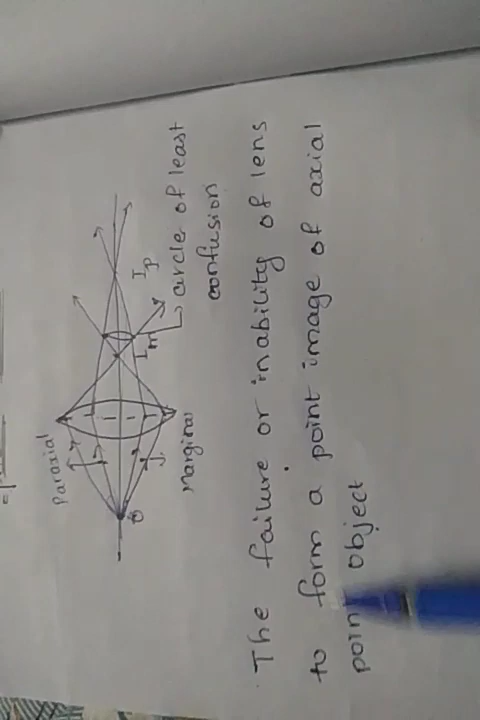 Paraxial
Marginal
O
Im
Ip
circle of least
confusion
The failure or inability of lens
to form a point image of axial
point object